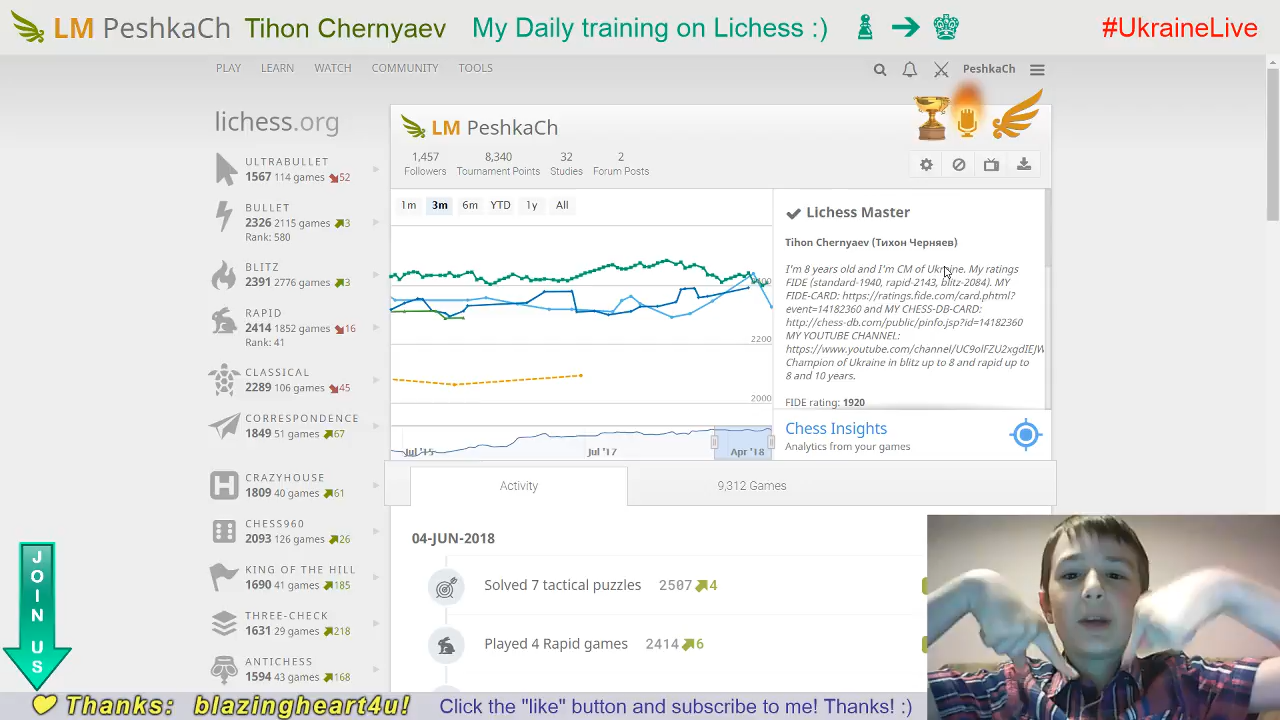 LM PeshkaCh Tihon Chernyaev My Daily training on Lichess :) #UkraineLive
PLAY LEARN WATCH COMMUNITY TOOLS PeshkaCh
lichess.org
ULTRABULLET
1567 114 games 52
BULLET
2326 2115 games 3
Rank: 580
BLITZ
2391 2776 games 3
RAPID
2414 1852 games 16
Rank: 41
CLASSICAL
2289 106 games 45
CORRESPONDENCE
1849 51 games 67
CRAZYHOUSE
1809 40 games 61
CHESS960
2093 126 games 26
KING OF THE HILL
1690 41 games 185
THREE-CHECK
1631 29 games 218
ANTICHESS
1594 43 games 168
LM PeshkaCh
1,457 8,340 32 2
Followers Tournament Points Studies Forum Posts
1m 3m 6m YTD 1y All
2200
2000
Jul '15 Jul '17 Apr '18
Lichess Master
Tihon Chernyaev (Тихон Черняев)
I'm 8 years old and I'm CM of Ukraine. My ratings
FIDE (standard-1940, rapid-2143, blitz-2084). MY
FIDE-CARD: https://ratings.fide.com/card.phtml?
event=14182360 and MY CHESS-DB-CARD:
http://chess-db.com/public/pinfo.jsp?id=14182360
MY YOUTUBE CHANNEL:
https://www.youtube.com/channel/UC9olFZU2xgdIEJW
Champion of Ukraine in blitz up to 8 and rapid up to
8 and 10 years.
FIDE rating: 1920
Chess Insights
Analytics from your games
Activity 9,312 Games
04-JUN-2018
Solved 7 tactical puzzles 2507 4
Played 4 Rapid games 2414 6
JOIN
US
Thanks: blazingheart4u! Click the "like" button and subscribe to me! Thanks! :)